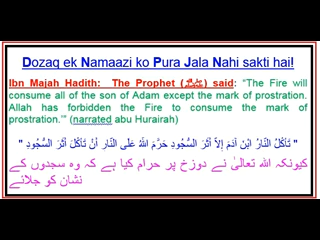 Dozaq ek Namaazi ko Pura Jala Nahi sakti hai!
Ibn Majah Hadith: The Prophet (ﷺ) said: “The Fire will
consume all of the son of Adam except the mark of prostration.
Allah has forbidden the Fire to consume the mark of
prostration.’” (narrated abu Hurairah)
" تَأْكُلُ النَّارُ ابْنَ آدَمَ إِلاَّ أَثَرَ السُّجُودِ حَرَّمَ اللَّهُ عَلَى النَّارِ أَنْ تَأْكُلَ أَثَرَ السُّجُودِ "
کیونکہ اللہ تعالیٰ نے دوزخ پر حرام کیا ہے کہ وہ سجدوں کے
نشان کو جلائے